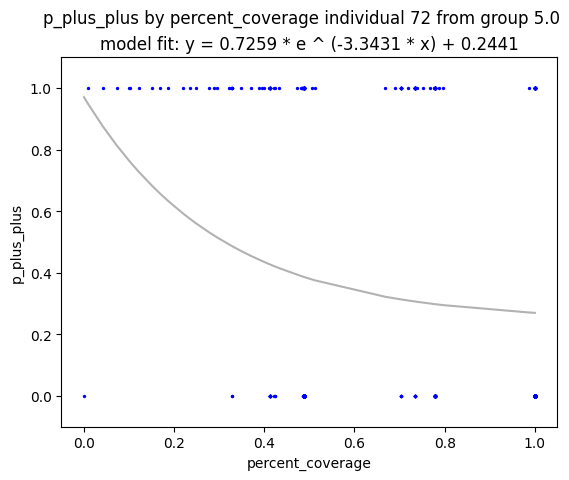 p_plus_plus by percent_coverage individual 72 from group 5.0
model fit: y = 0.7259 * e ^ (-3.3431 * x) + 0.2441
1.0
0.8
0.6
0.4
0.2
0.0
p_plus_plus
0.0 0.2 0.4 0.6 0.8 1.0
percent_coverage